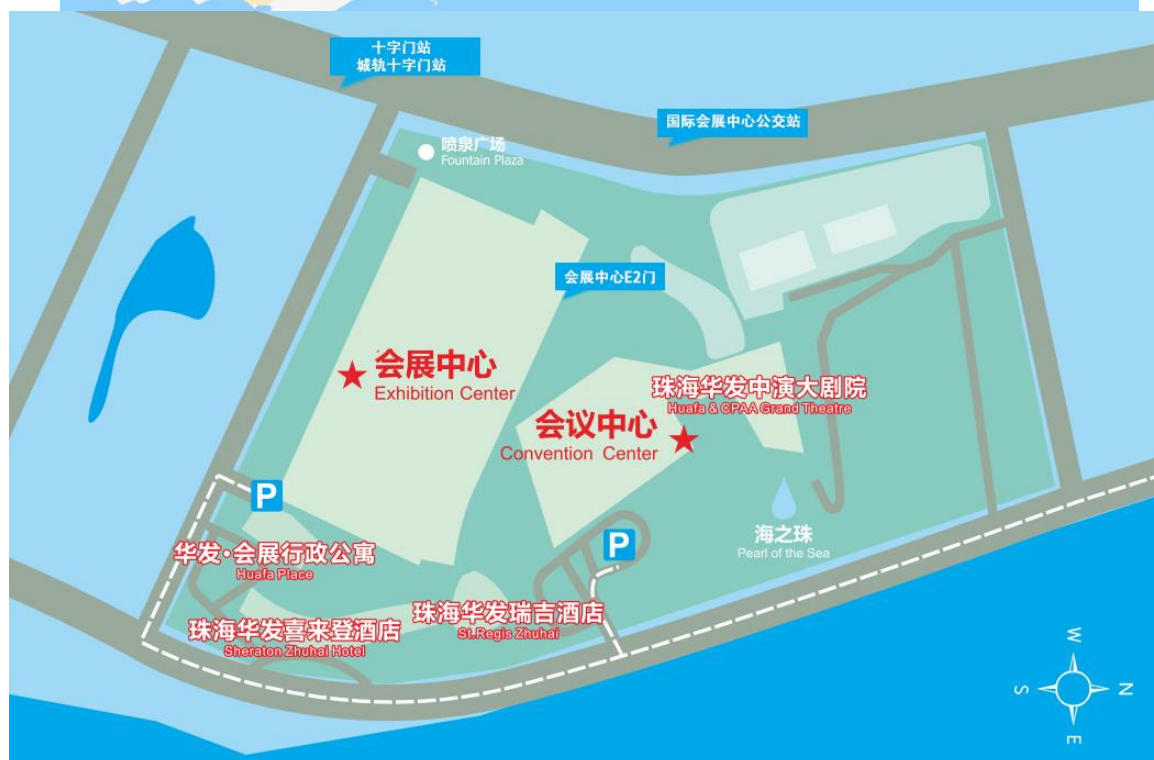 十字门站
城轨十字门站
国际会展中心公交站
喷泉广场
Fountain Plaza
会展中心E2门
会展中心
Exhibition Center
珠海华发中演大剧院
Huafa & CPAA Grand Theatre
会议中心
Convention Center
P
海之珠
Pearl of the Sea
P
华发·会展行政公寓
Huafa Place
珠海华发瑞吉酒店
St.Regis Zhuhai
珠海华发喜来登酒店
Sheraton Zhuhai Hotel
W
S
N
E